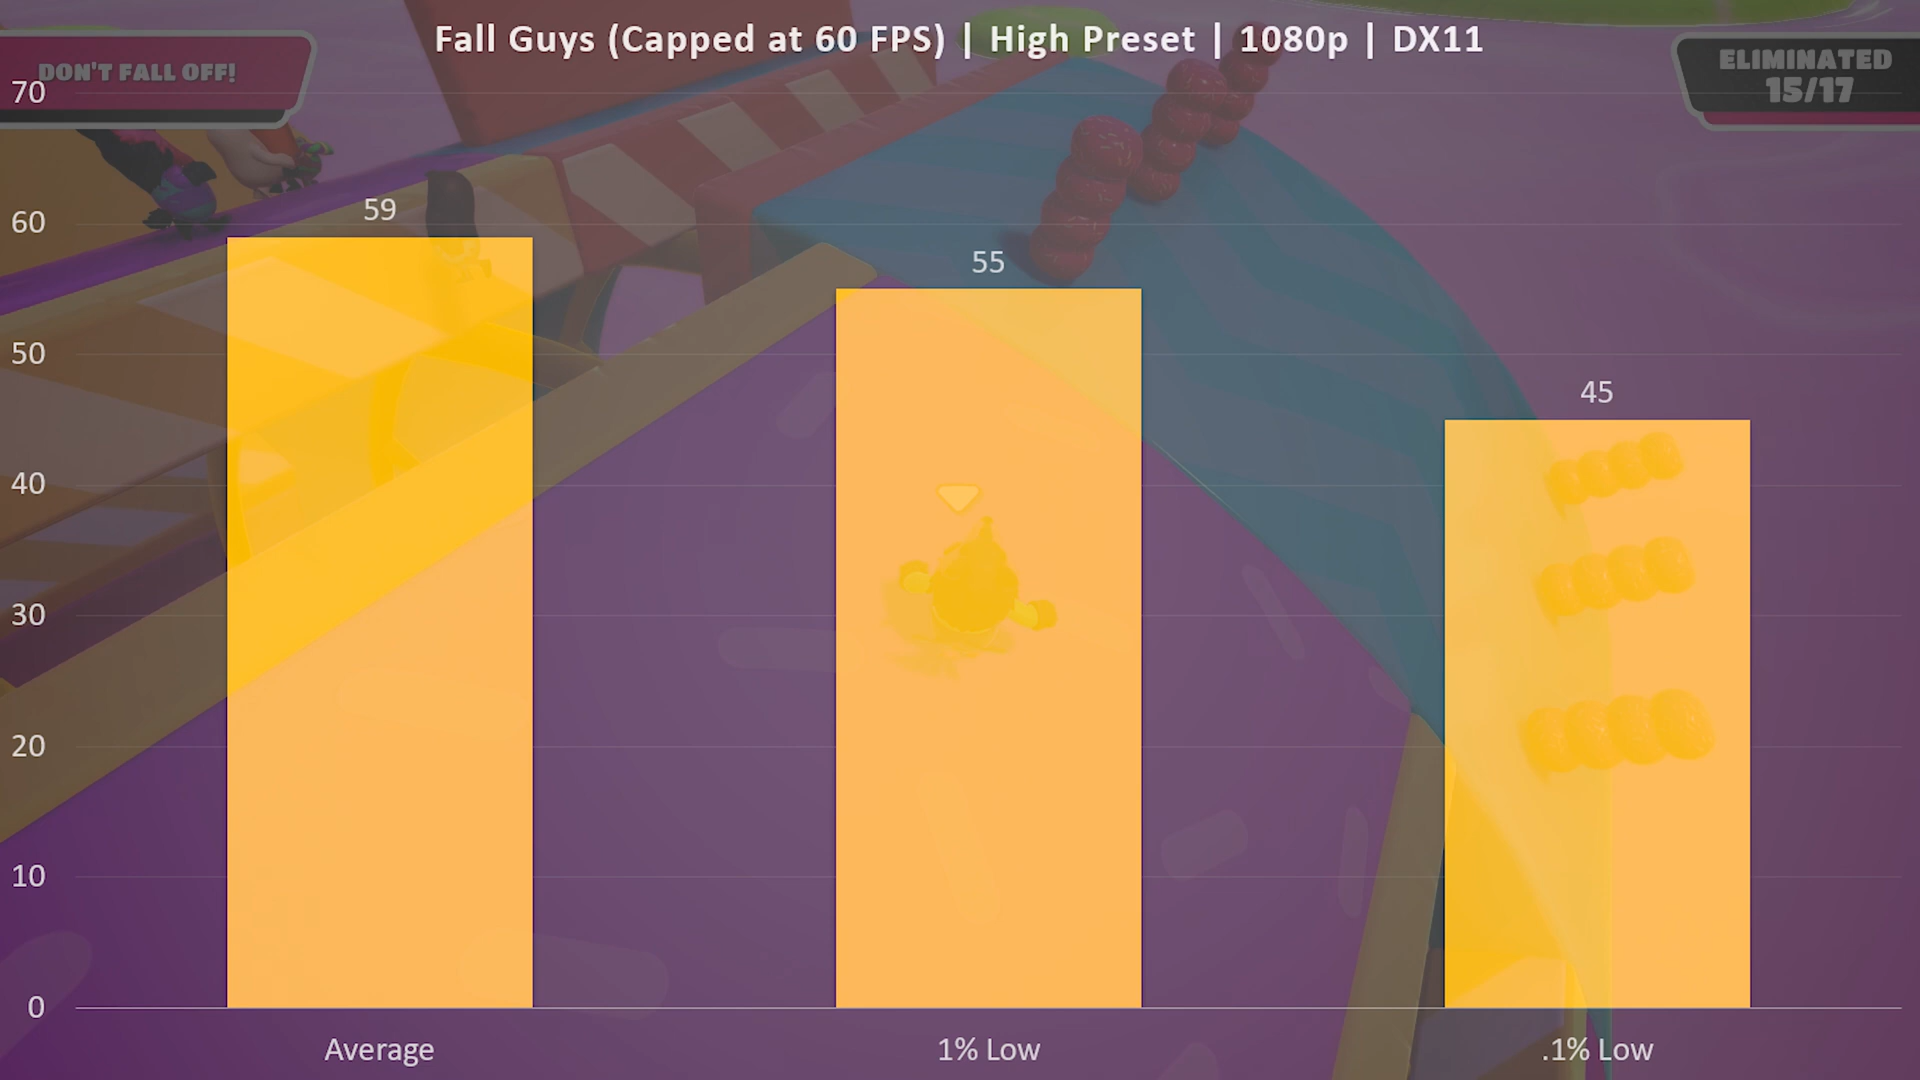 Fall Guys (Capped at 60 FPS) | High Preset | 1080p | DX11
DON'T FALL OFF!
ELIMINATED
15/17
70
60
50
40
30
20
10
0
59
55
45
Average
1% Low
.1% Low